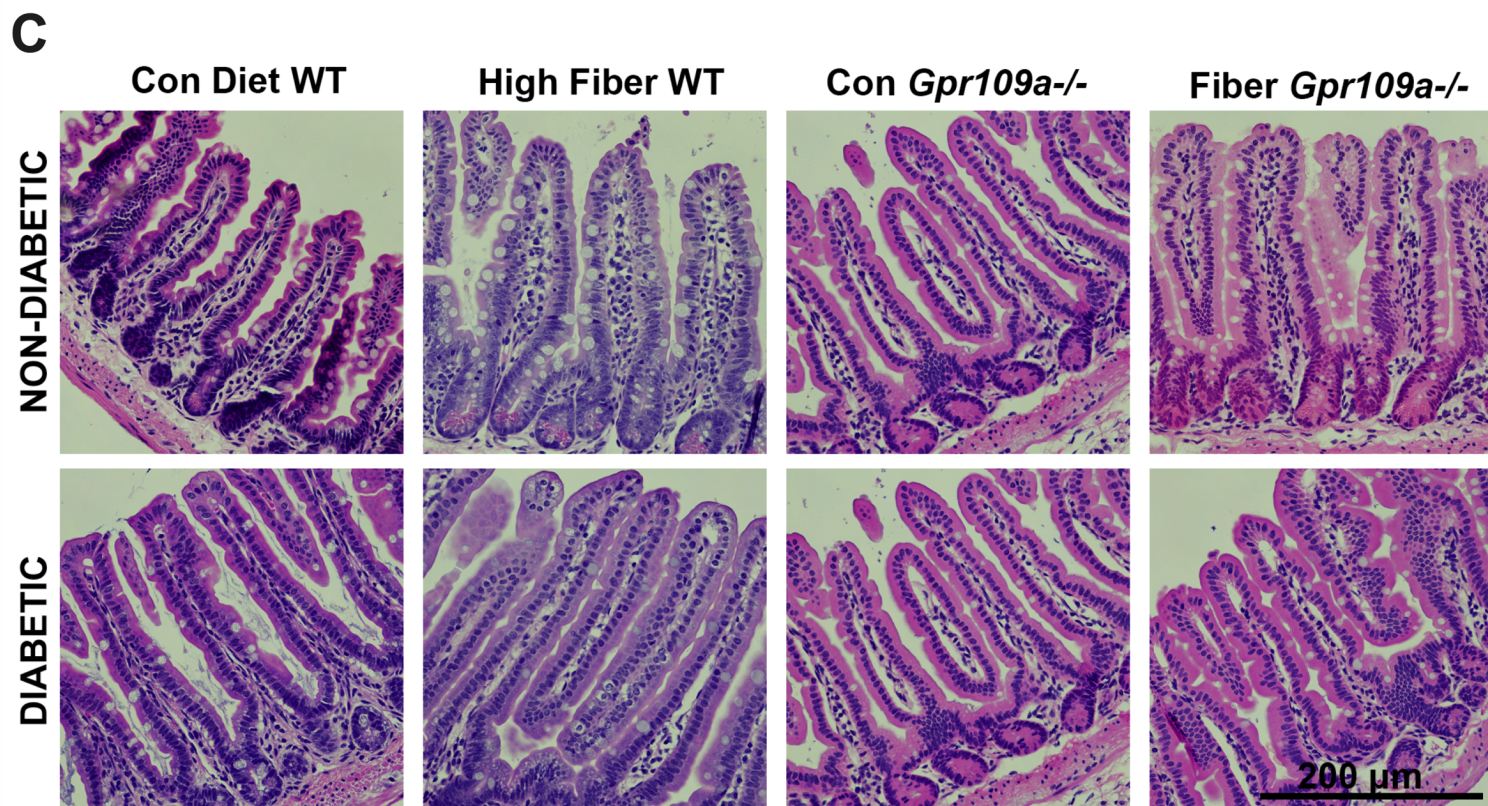 C
Con Diet WT
High Fiber WT
Con Gpr109a-/-
Fiber Gpr109a-/-
NON-DIABETIC
DIABETIC
200 μm